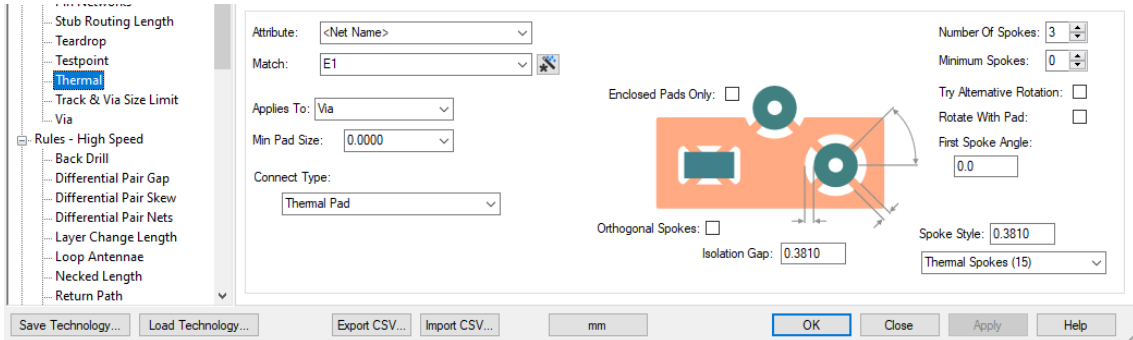 Pin Networks
Stub Routing Length
Teardrop
Testpoint
Thermal
Track & Via Size Limit
Via
Rules - High Speed
Back Drill
Differential Pair Gap
Differential Pair Skew
Differential Pair Nets
Layer Change Length
Loop Antennae
Necked Length
Return Path
Attribute: <Net Name>
Match: E1
Applies To: Via
Min Pad Size: 0.0000
Connect Type:
Thermal Pad
Enclosed Pads Only:
Orthogonal Spokes:
Isolation Gap: 0.3810
Number Of Spokes: 3
Minimum Spokes: 0
Try Alternative Rotation:
Rotate With Pad:
First Spoke Angle:
0.0
Spoke Style: 0.3810
Thermal Spokes (15)
Save Technology... Load Technology... Export CSV... Import CSV... mm OK Close Apply Help